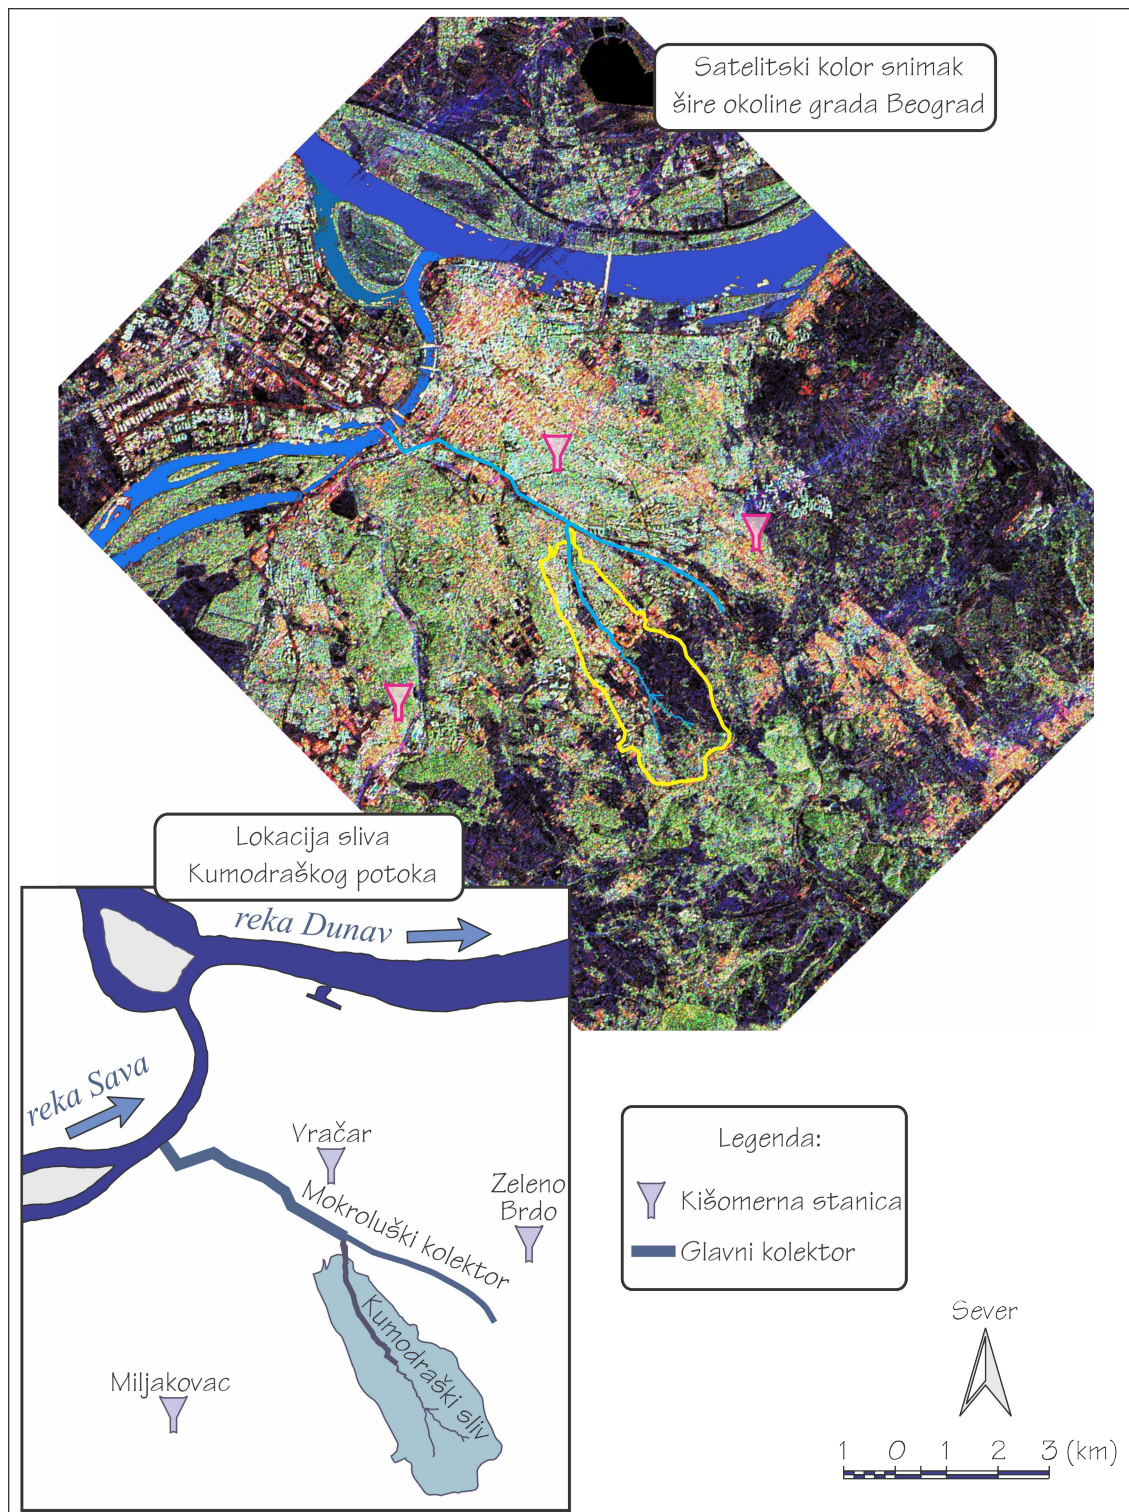 Satelitski kolor snimak
šire okoline grada Beograd
Lokacija sliva
Kumodraškog potoka
reka Dunav
reka Sava
Vračar
Zeleno
Brdo
Mokroluški kolektor
Kumodraški sliv
Miljakovac
Legenda:
Kišomerna stanica
Glavni kolektor
Sever
1 0 1 2 3 (km)